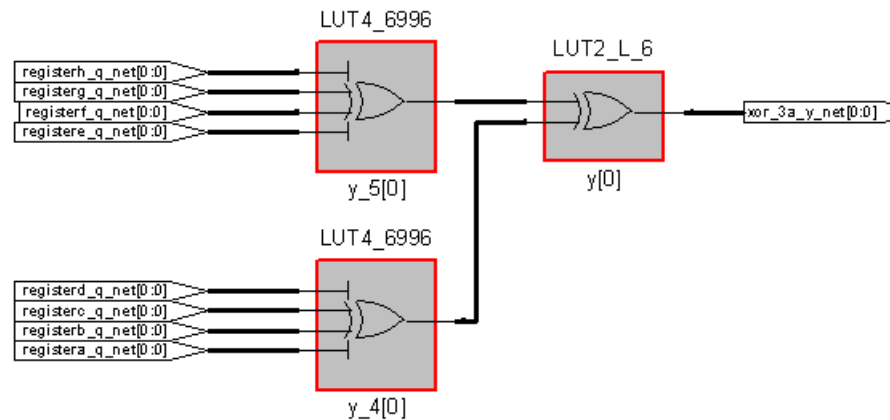 LUT4_6996
LUT2_L_6
registerh_q_net[0:0]
registerg_q_net[0:0]
registerf_q_net[0:0]
registere_q_net[0:0]
xor_3a_y_net[0:0]
y_5[0]
y[0]
LUT4_6996
registerd_q_net[0:0]
registerc_q_net[0:0]
registerb_q_net[0:0]
registera_q_net[0:0]
y_4[0]